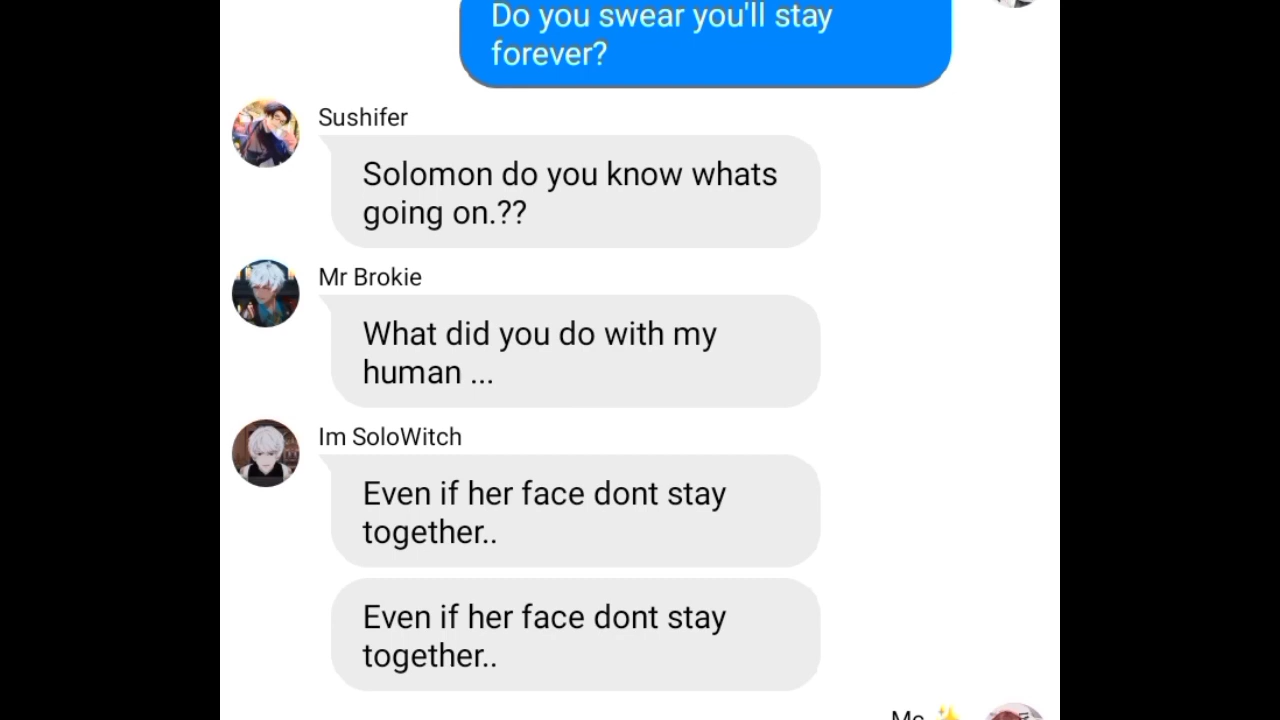 Do you swear you'll stay
forever?
Sushifer
Solomon do you know whats
going on.??
Mr Brokie
What did you do with my
human ...
Im SoloWitch
Even if her face dont stay
together..
Even if her face dont stay
together..
Mc ✨